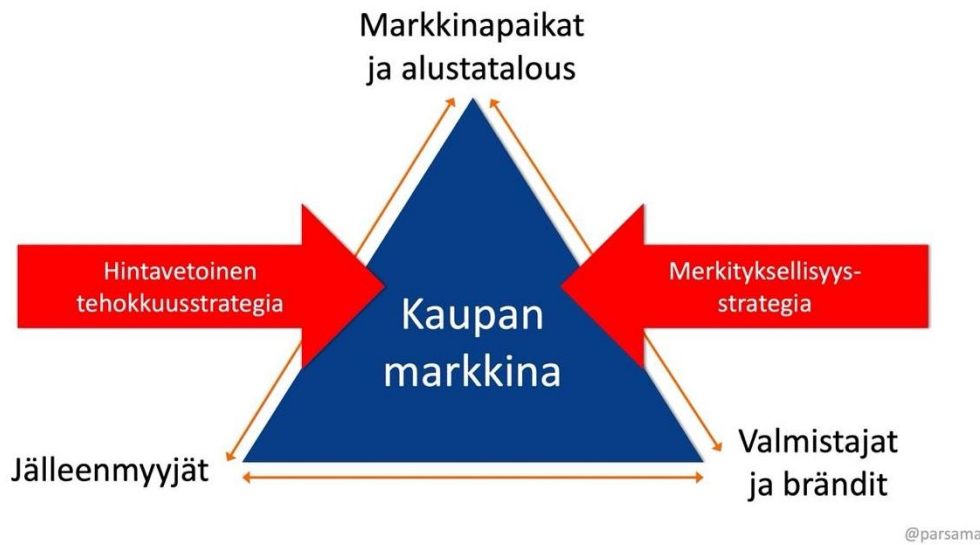 Markkinapaikat
ja alustatalous
Hintavetoinen
tehokkuusstrategia
Merkityksellisyys-
strategia
Kaupan
markkina
Jälleenmyyjät
Valmistajat
ja brändit
@parsama